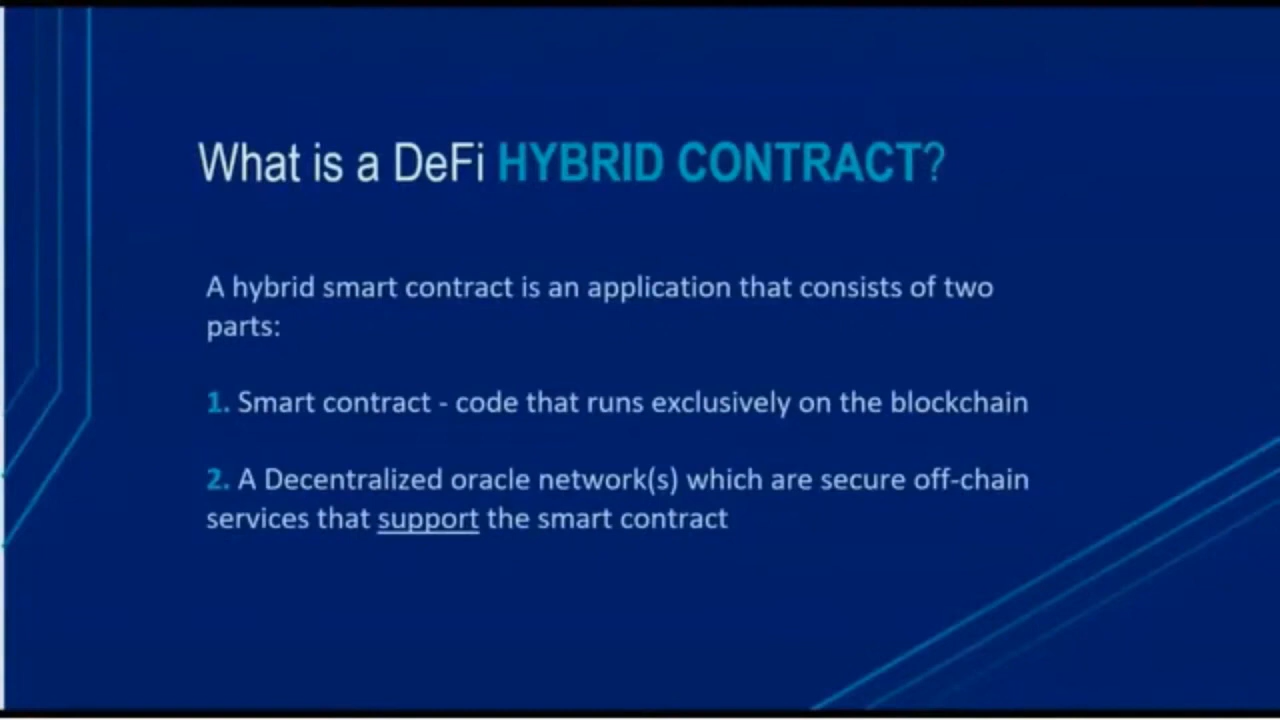 What is a DeFi HYBRID CONTRACT?
A hybrid smart contract is an application that consists of two
parts:
1. Smart contract - code that runs exclusively on the blockchain
2. A Decentralized oracle network(s) which are secure off-chain
services that support the smart contract